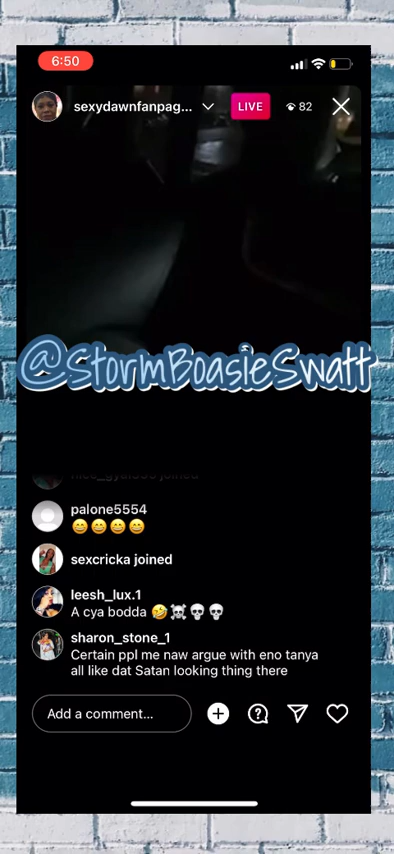 6:50
sexydawnfanpag...
LIVE
82
@StormBoasieSwatt
joined
palone5554
😄😄😄😄
sexcricka joined
leesh_lux.1
A cya bodda 🤣☠️💀💀
sharon_stone_1
Certain ppl me naw argue with eno tanya
all like dat Satan looking thing there
Add a comment...